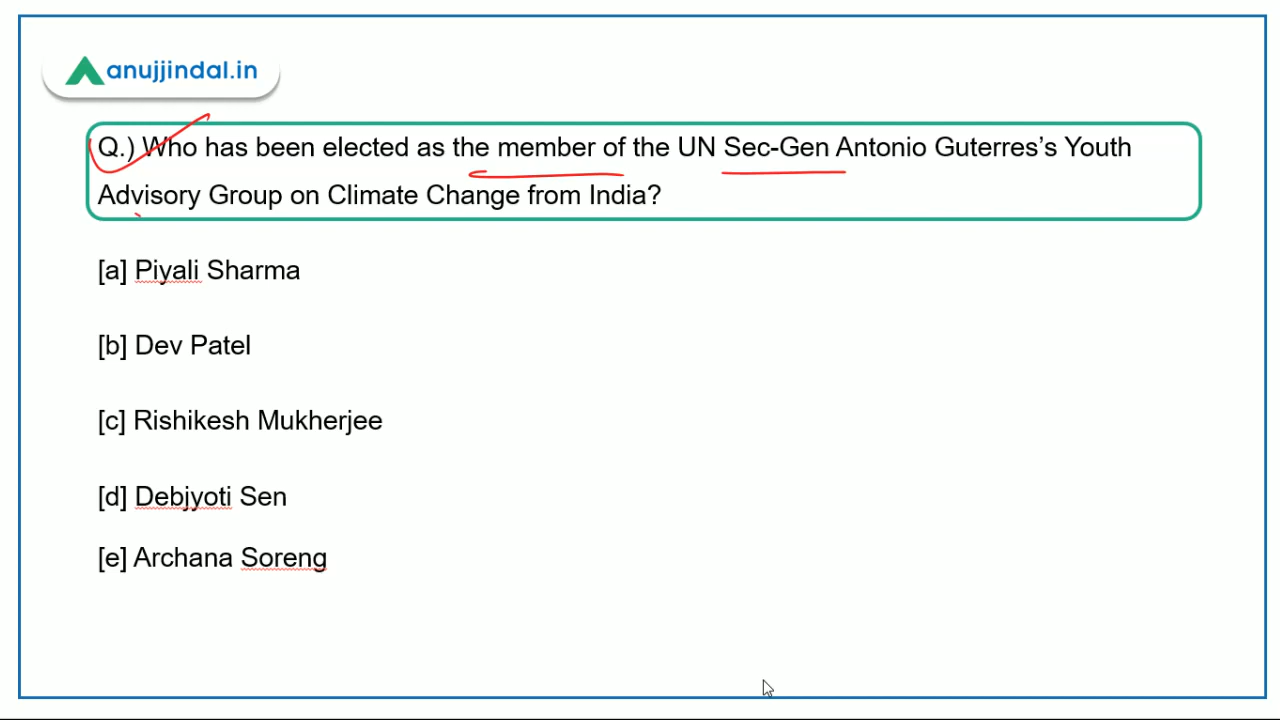 anujjindal.in
Q.) Who has been elected as the member of the UN Sec-Gen Antonio Guterres’s Youth
Advisory Group on Climate Change from India?
[a] Piyali Sharma
[b] Dev Patel
[c] Rishikesh Mukherjee
[d] Debjyoti Sen
[e] Archana Soreng